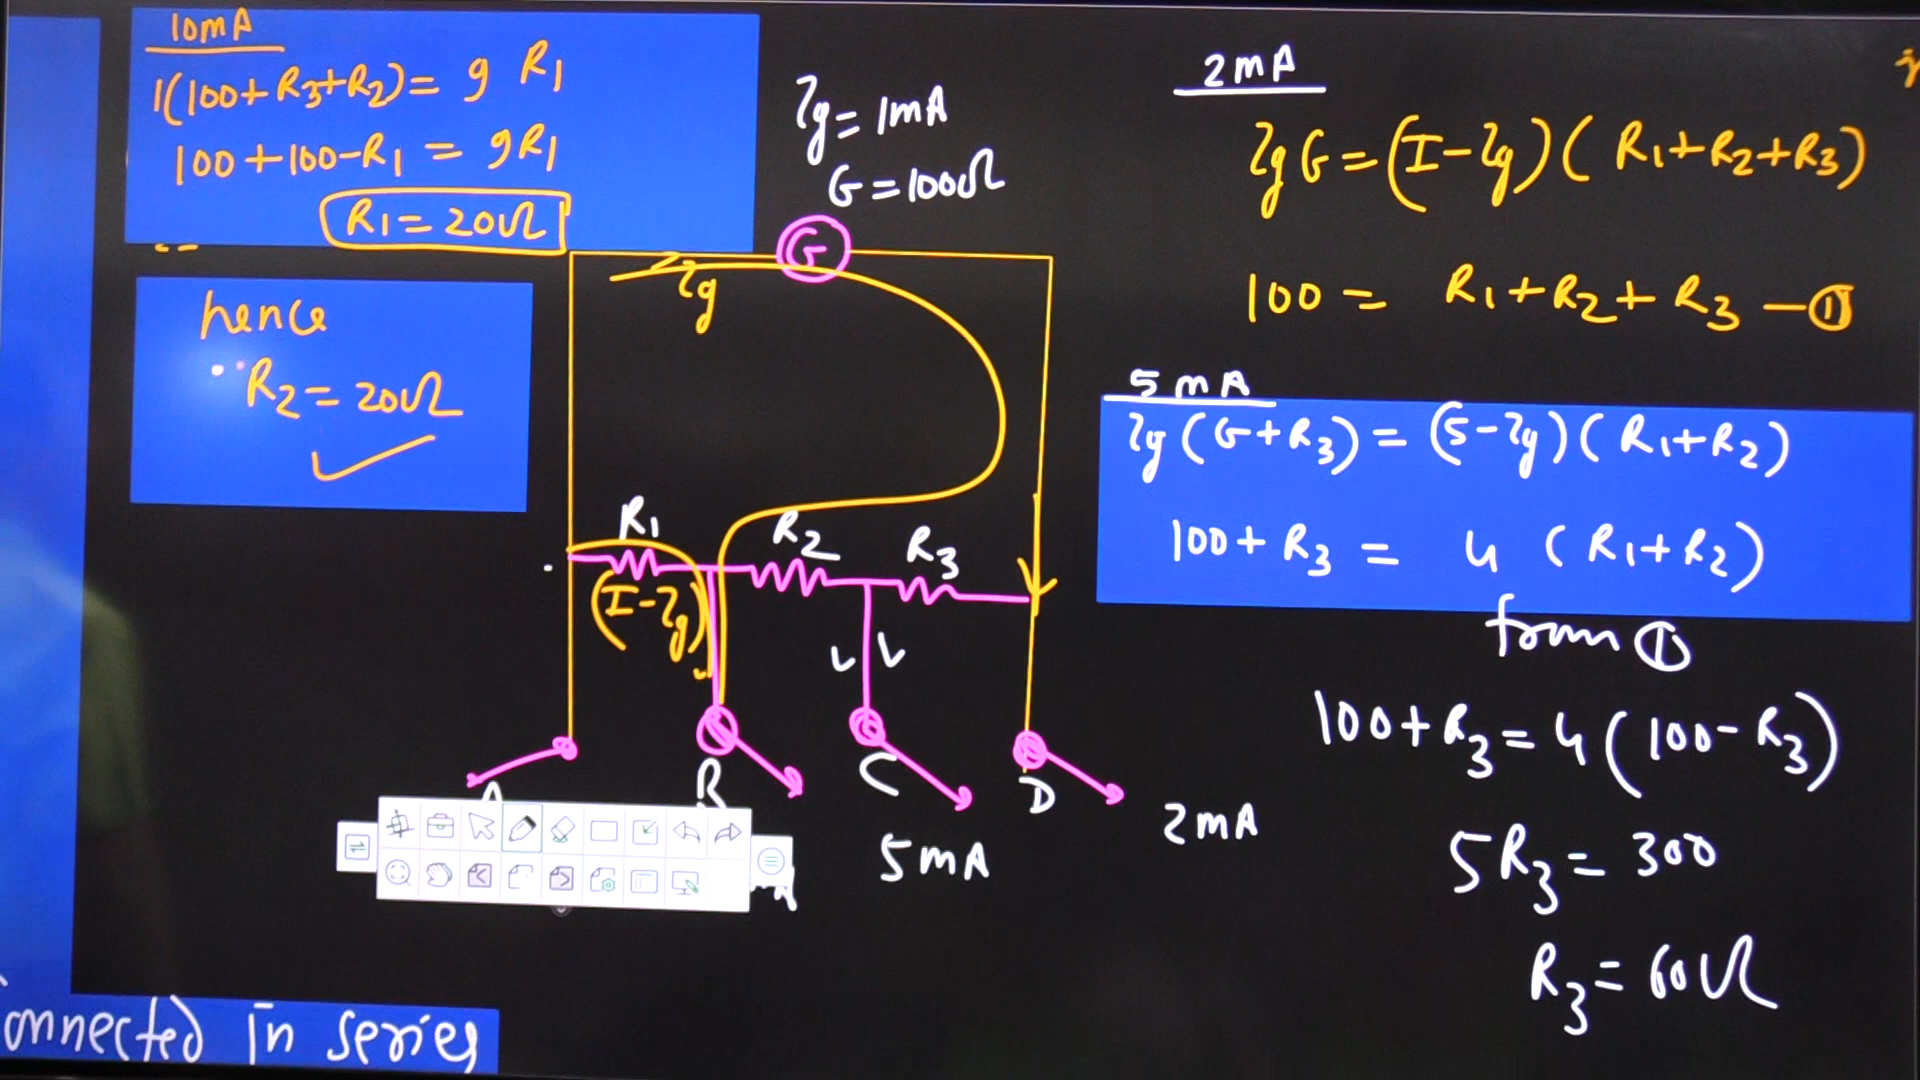 10mA
1(100+R3+R2)= 9 R1
100+100-R1 = 9R1
R1=20Ω
hence
R2=20Ω
Ig= 1mA
G=100Ω
G
Ig
R1
R2
R3
(I-Ig)
B
C
D
5mA
2mA
2mA
IgG=(I-Ig)(R1+R2+R3)
100 = R1+R2+R3 -①
5mA
Ig(G+R3)=(5-Ig)(R1+R2)
100+R3 = 4(R1+R2)
from ①
100+R3=4(100-R3)
5R3=300
R3=60Ω
onnected in series